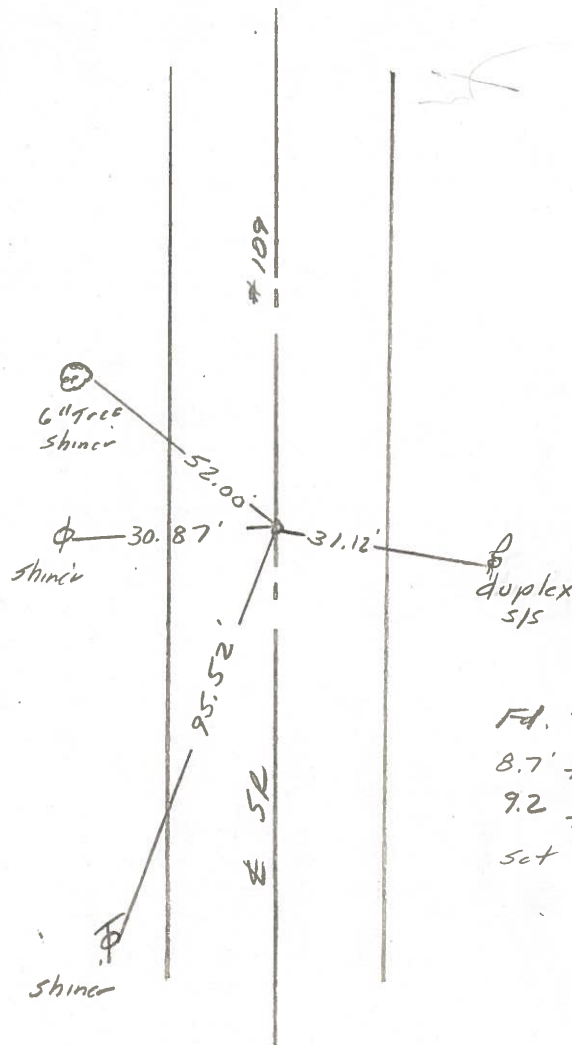 # 109
6" Tree
shiner
52.00'
30.87'
31.12'
shiner
duplex
s/s
95.52'
Fd.
8.7'
9.2
set
℄ SR
shiner